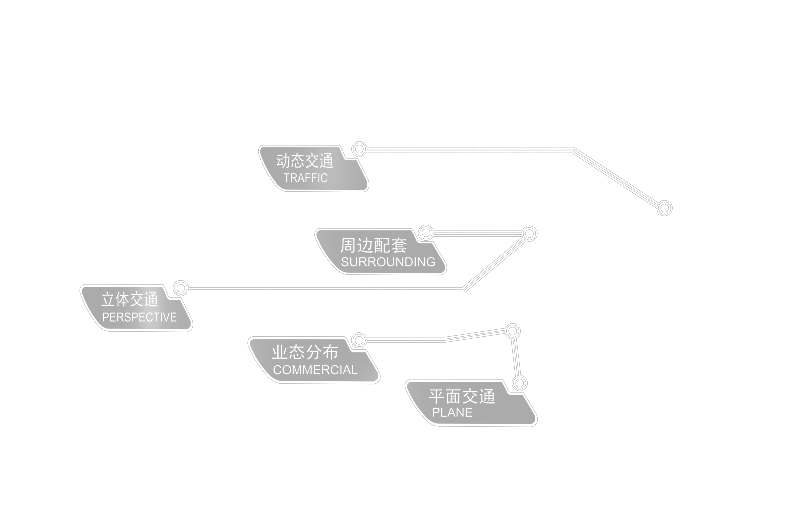 动态交通
TRAFFIC
周边配套
SURROUNDING
立体交通
PERSPECTIVE
业态分布
COMMERCIAL
平面交通
PLANE